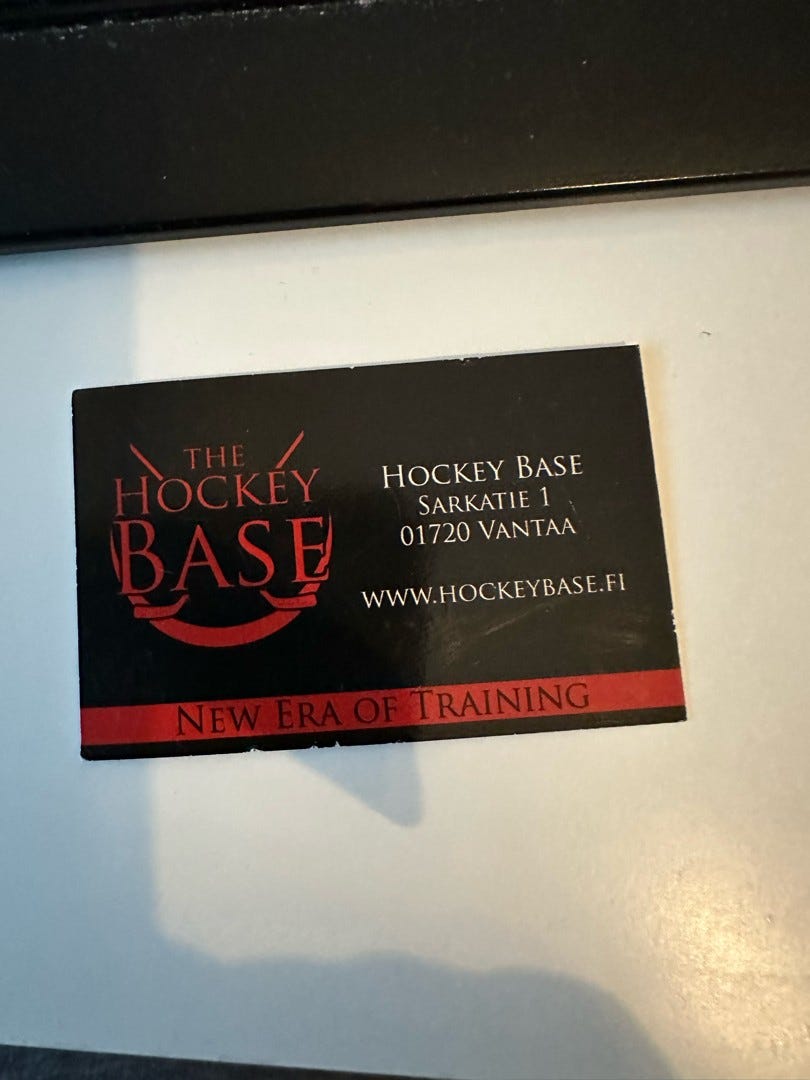 THE
HOCKEY
BASE
HOCKEY BASE
SARKATIE 1
01720 VANTAA
WWW.HOCKEYBASE.FI
NEW ERA OF TRAINING